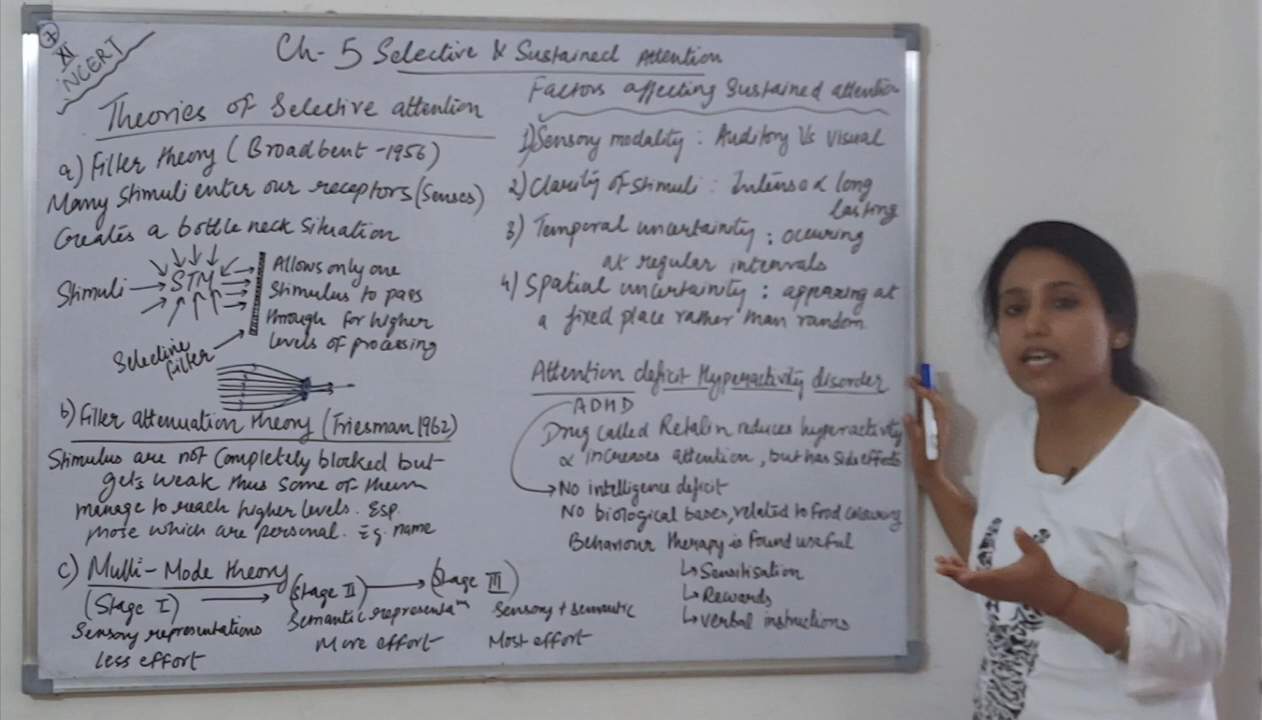 7
XI
NCERT
Ch-5 Selective & Sustained Attention
Theories of Selective attention
a) Filter theory (Broadbent-1956)
Many stimuli enter our receptors (Senses)
Creates a bottle neck Situation
Stimuli → STM
Allows only one
Stimulus to pass
through for higher
levels of processing
Selective
filter
b) Filter attenuation theory (Triesman 1962)
Stimulus are not Completely blocked but
gets weak thus some of them
manage to reach higher levels. Esp.
those which are personal. Eg. name
c) Multi-Mode theory
(Stage I) → (Stage II) → (Stage III)
Sensory representations
less effort
Semantic representatn
More effort
Sensory + semantic
Most effort
Factors affecting Sustained attention
1) Sensory modality : Auditory Vs visual
2) Clarity of Stimuli : Intense & long
lasting
3) Temporal uncertainity : occuring
at regular intervals
4) Spatial uncertainity : appearing at
a fixed place rather than random
Attention deficit Hyperactivity disorder
ADHD
Drug called Retalin reduces hyperactivity
& increases attention, but has side effects
→ No intelligence deficit
No biological bases, related to food colouring
Behaviour therapy is found useful
↳ Sensitisation
↳ Rewards
↳ verbal instructions